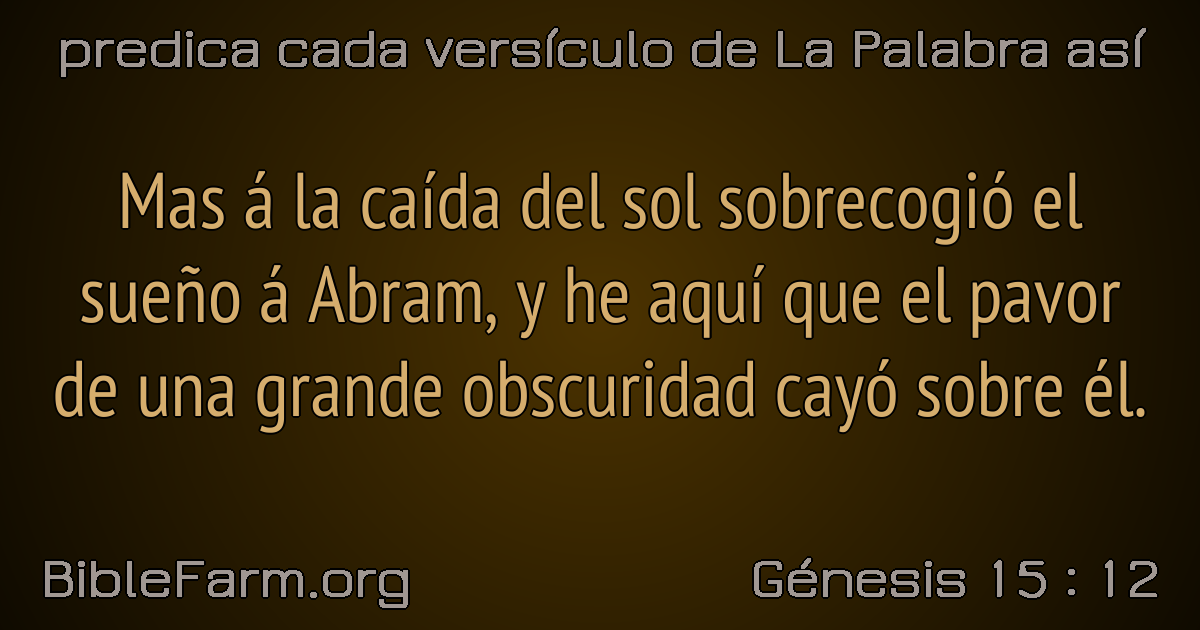 predica cada versículo de La Palabra así
Mas á la caída del sol sobrecogió el
sueño á Abram, y he aquí que el pavor
de una grande obscuridad cayó sobre él.
BibleFarm.org
Génesis 15 : 12